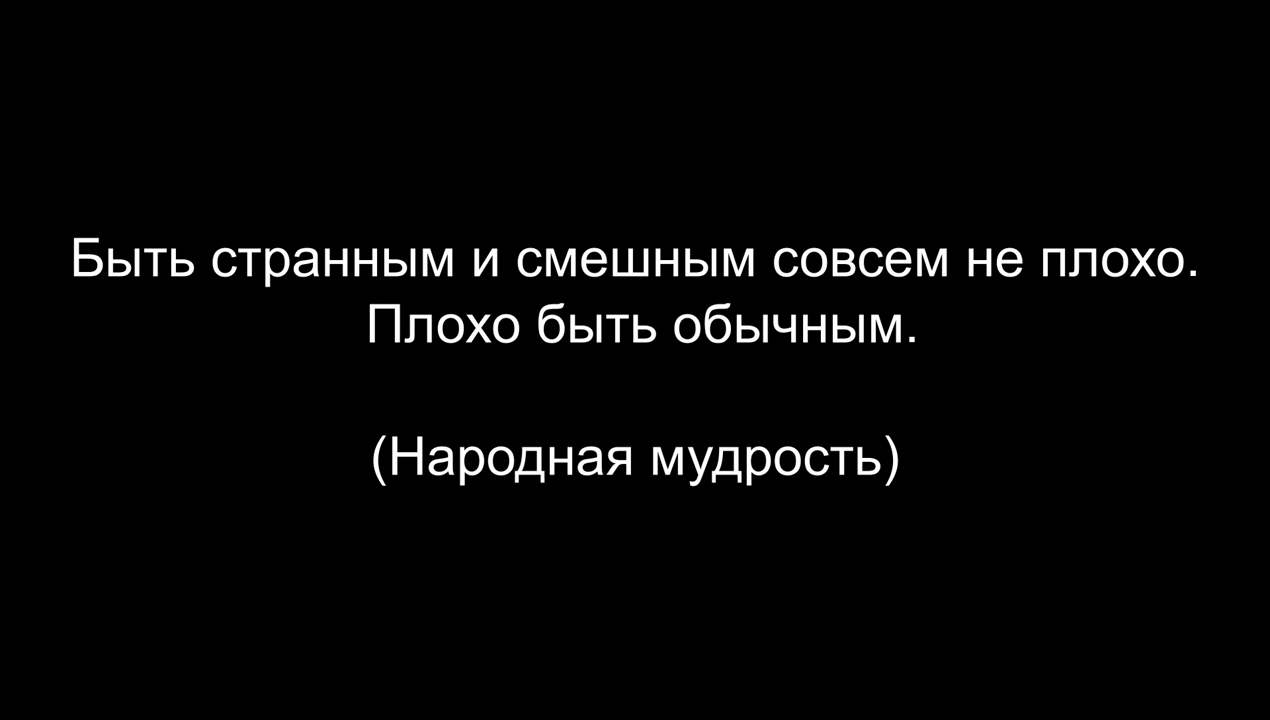 Быть странным и смешным совсем не плохо.
Плохо быть обычным.
(Народная мудрость)